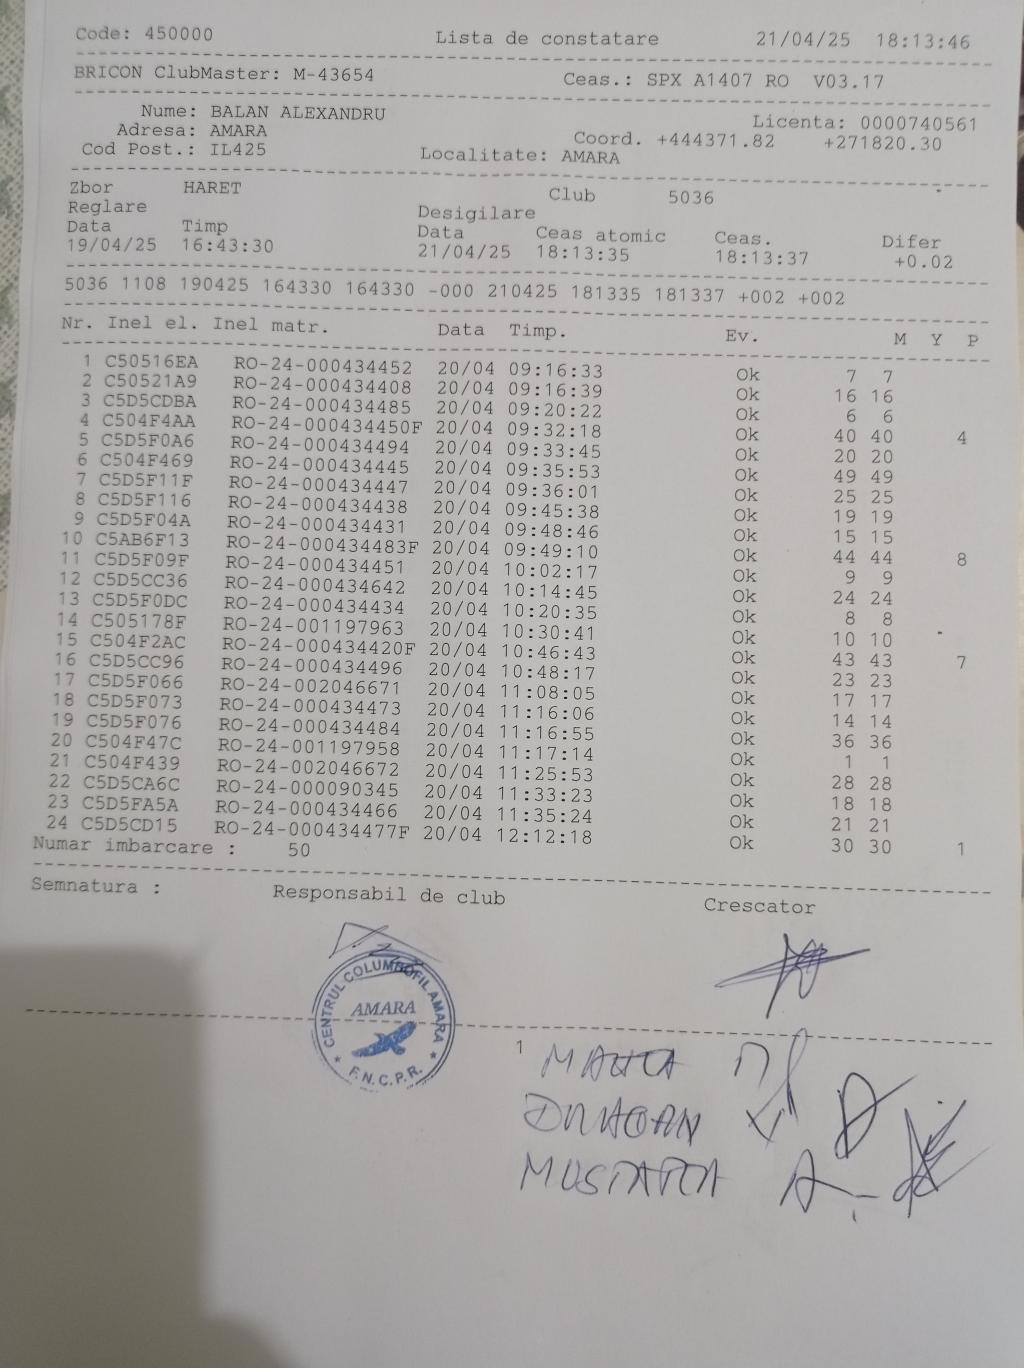 Code: 450000 Lista de constatare 21/04/25 18:13:46
BRICON ClubMaster: M-43654 Ceas.: SPX A1407 RO V03.17
Nume: BALAN ALEXANDRU Licenta: 0000740561
Adresa: AMARA Coord. +444371.82 +271820.30
Cod Post.: IL425 Localitate: AMARA
Zbor HARET Club 5036
Reglare Desigilare
Data Timp Data Ceas atomic Ceas. Difer
19/04/25 16:43:30 21/04/25 18:13:35 18:13:37 +0.02
5036 1108 190425 164330 164330 -000 210425 181335 181337 +002 +002
Nr. Inel el. Inel matr. Data Timp. Ev. M Y P
1 C50516EA RO-24-000434452 20/04 09:16:33 Ok 7 7
2 C50521A9 RO-24-000434408 20/04 09:16:39 Ok 16 16
3 C5D5CDBA RO-24-000434485 20/04 09:20:22 Ok 6 6
4 C504F4AA RO-24-000434450F 20/04 09:32:18 Ok 40 40 4
5 C5D5F0A6 RO-24-000434494 20/04 09:33:45 Ok 20 20
6 C504F469 RO-24-000434445 20/04 09:35:53 Ok 49 49
7 C5D5F11F RO-24-000434447 20/04 09:36:01 Ok 25 25
8 C5D5F116 RO-24-000434438 20/04 09:45:38 Ok 19 19
9 C5D5F04A RO-24-000434431 20/04 09:48:46 Ok 15 15
10 C5AB6F13 RO-24-000434483F 20/04 09:49:10 Ok 44 44 8
11 C5D5F09F RO-24-000434451 20/04 10:02:17 Ok 9 9
12 C5D5CC36 RO-24-000434642 20/04 10:14:45 Ok 24 24
13 C5D5F0DC RO-24-000434434 20/04 10:20:35 Ok 8 8
14 C505178F RO-24-001197963 20/04 10:30:41 Ok 10 10
15 C504F2AC RO-24-000434420F 20/04 10:46:43 Ok 43 43 7
16 C5D5CC96 RO-24-000434496 20/04 10:48:17 Ok 23 23
17 C5D5F066 RO-24-002046671 20/04 11:08:05 Ok 17 17
18 C5D5F073 RO-24-000434473 20/04 11:16:06 Ok 14 14
19 C5D5F076 RO-24-000434484 20/04 11:16:55 Ok 36 36
20 C504F47C RO-24-001197958 20/04 11:17:14 Ok 1 1
21 C504F439 RO-24-002046672 20/04 11:25:53 Ok 28 28
22 C5D5CA6C RO-24-000090345 20/04 11:33:23 Ok 18 18
23 C5D5FA5A RO-24-000434466 20/04 11:35:24 Ok 21 21
24 C5D5CD15 RO-24-000434477F 20/04 12:12:18 Ok 30 30 1
Numar imbarcare : 50
Semnatura : Responsabil de club Crescator
CENTRUL COLUMBOFIL AMARA
AMARA
F.N.C.P.R.
1
MUSTAFA